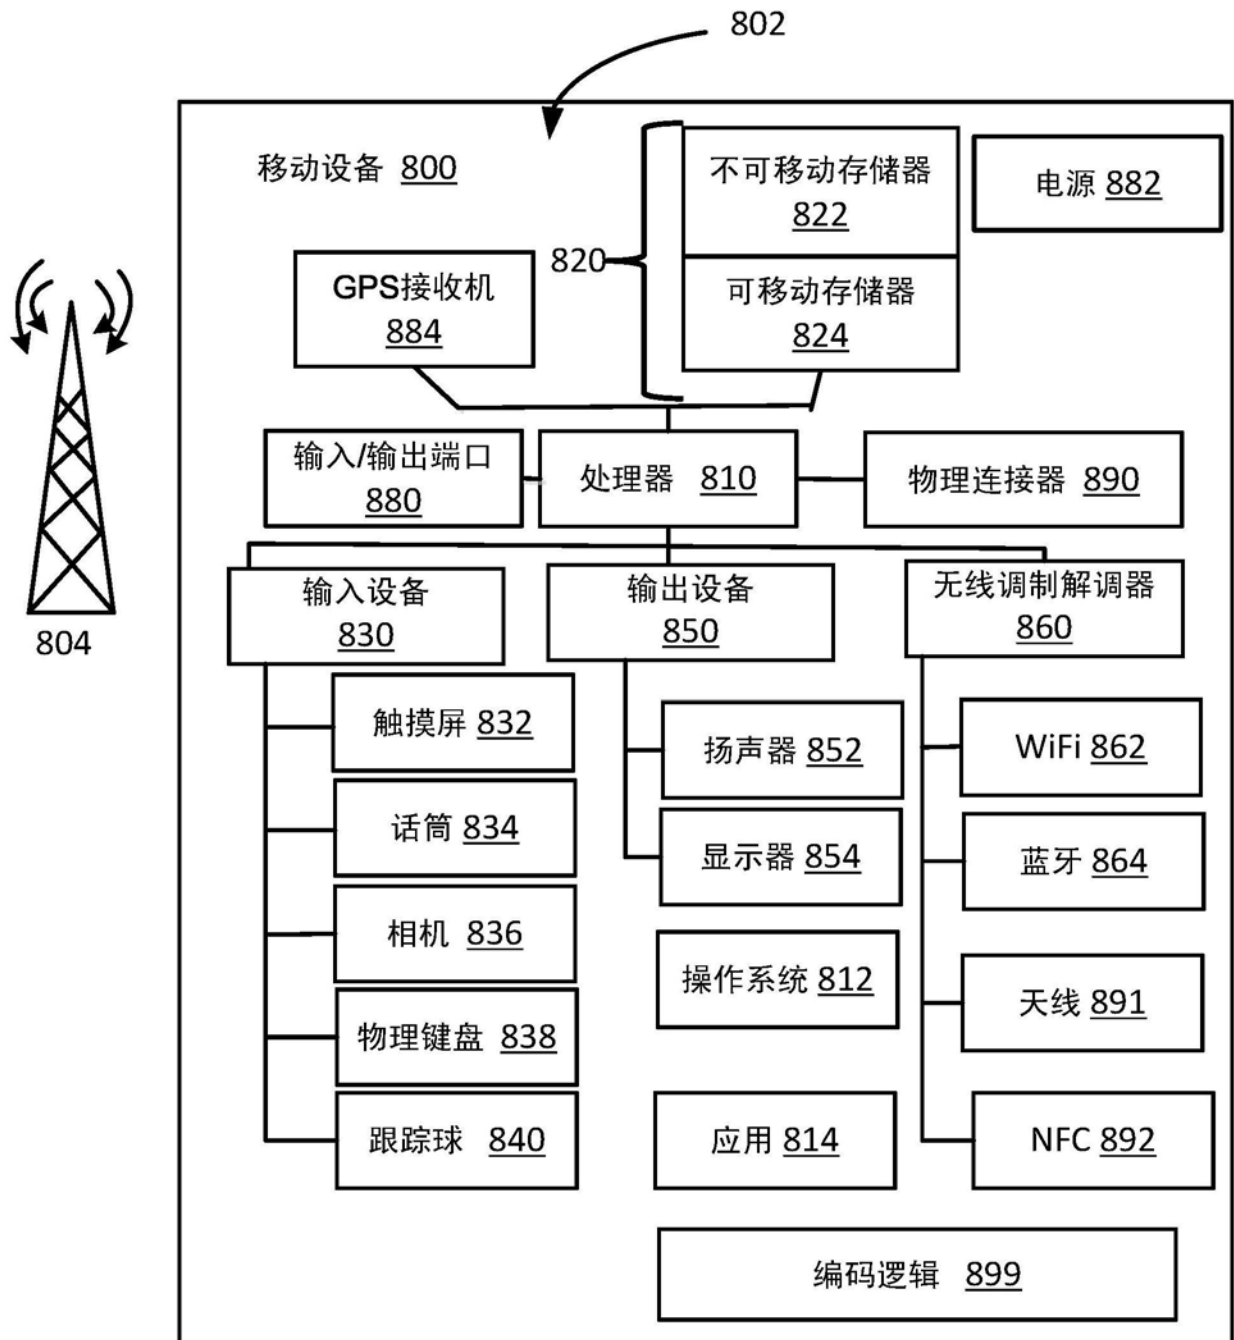 802
移动设备 800
不可移动存储器
822
电源 882
820
GPS接收机
884
可移动存储器
824
输入/输出端口
880
处理器 810
物理连接器 890
输入设备
830
输出设备
850
无线调制解调器
860
804
触摸屏 832
扬声器 852
WiFi 862
话筒 834
显示器 854
蓝牙 864
相机 836
操作系统 812
天线 891
物理键盘 838
跟踪球 840
应用 814
NFC 892
编码逻辑 899